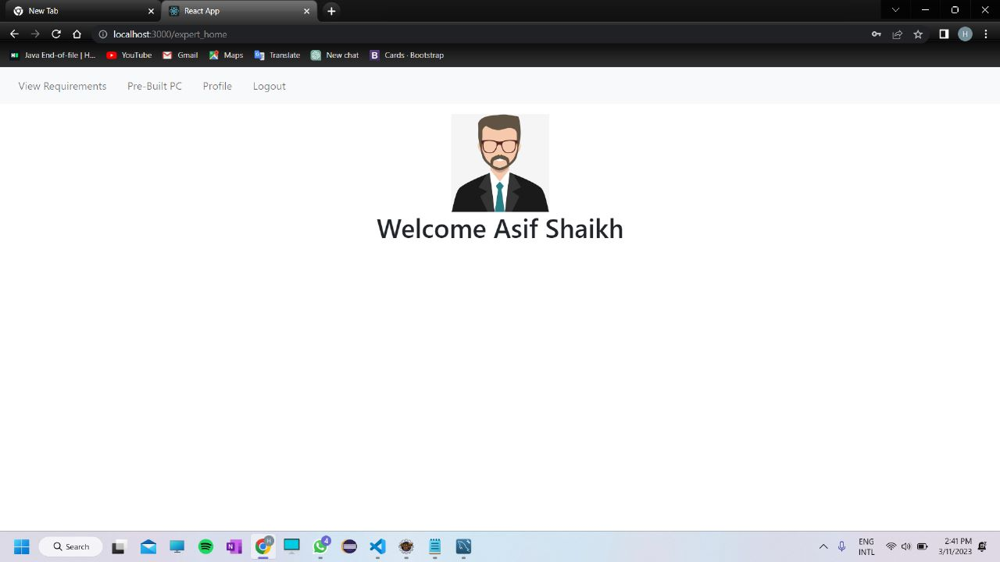 New Tab
React App
localhost:3000/expert_home
H
Java End-of-file | H...
YouTube
Gmail
Maps
Translate
New chat
B
Cards · Bootstrap
View Requirements
Pre-Built PC
Profile
Logout
Welcome Asif Shaikh
Search
N
H
4
ENG
INTL
2:41 PM
3/11/2023